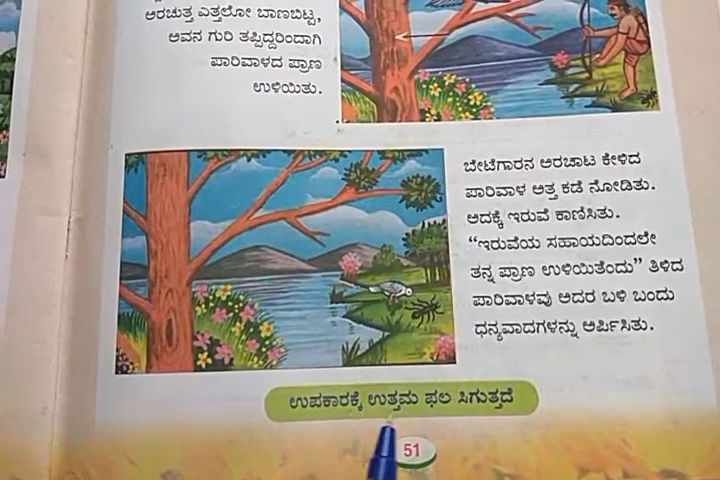 ಅರಚುತ್ತ ಎತ್ತಲೋ ಬಾಣಬಿಟ್ಟ,
ಅವನ ಗುರಿ ತಪ್ಪಿದ್ದರಿಂದಾಗಿ
ಪಾರಿವಾಳದ ಪ್ರಾಣ
ಉಳಿಯಿತು.
ಬೇಟೆಗಾರನ ಅರಚಾಟ ಕೇಳಿದ
ಪಾರಿವಾಳ ಅತ್ತ ಕಡೆ ನೋಡಿತು.
ಅದಕ್ಕೆ ಇರುವೆ ಕಾಣಿಸಿತು.
“ಇರುವೆಯ ಸಹಾಯದಿಂದಲೇ
ತನ್ನ ಪ್ರಾಣ ಉಳಿಯಿತೆಂದು” ತಿಳಿದ
ಪಾರಿವಾಳವು ಅದರ ಬಳಿ ಬಂದು
ಧನ್ಯವಾದಗಳನ್ನು ಅರ್ಪಿಸಿತು.
ಉಪಕಾರಕ್ಕೆ ಉತ್ತಮ ಫಲ ಸಿಗುತ್ತದೆ
51